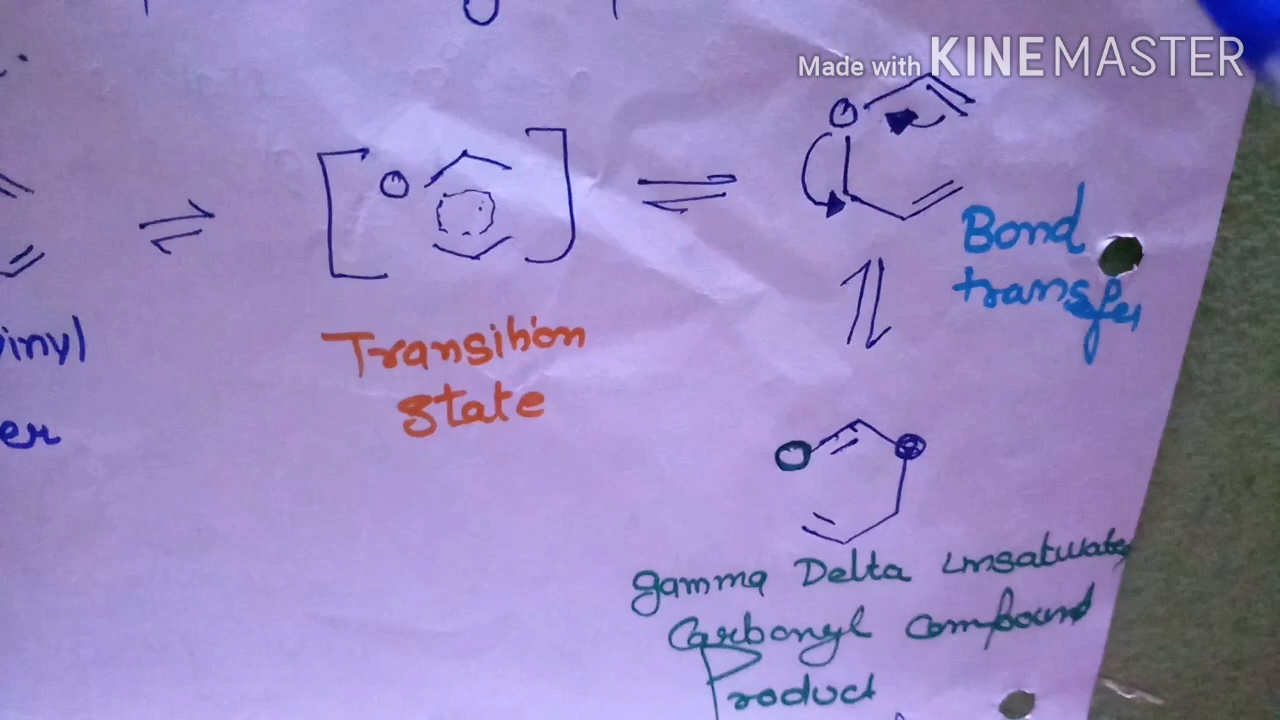 Made with KINEMASTER
O
O
Bond
transfer
inyl
er
Transition
state
O
gamma Delta Unsaturated
Carbonyl Compound
Product